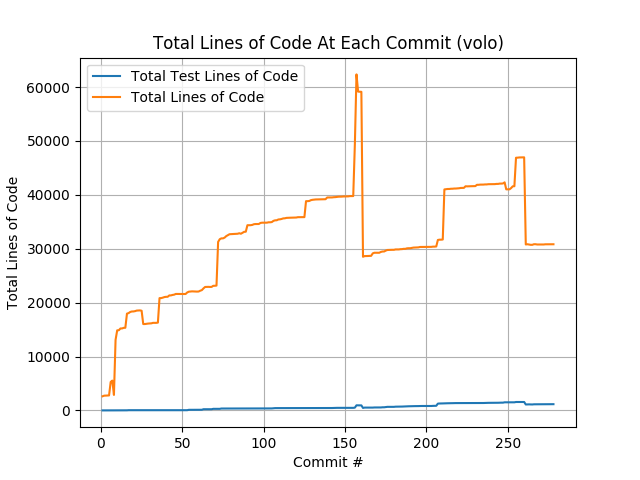 Total Lines of Code At Each Commit (volo)
Total Test Lines of Code
Total Lines of Code
Total Lines of Code
60000
50000
40000
30000
20000
10000
0
0 50 100 150 200 250
Commit #